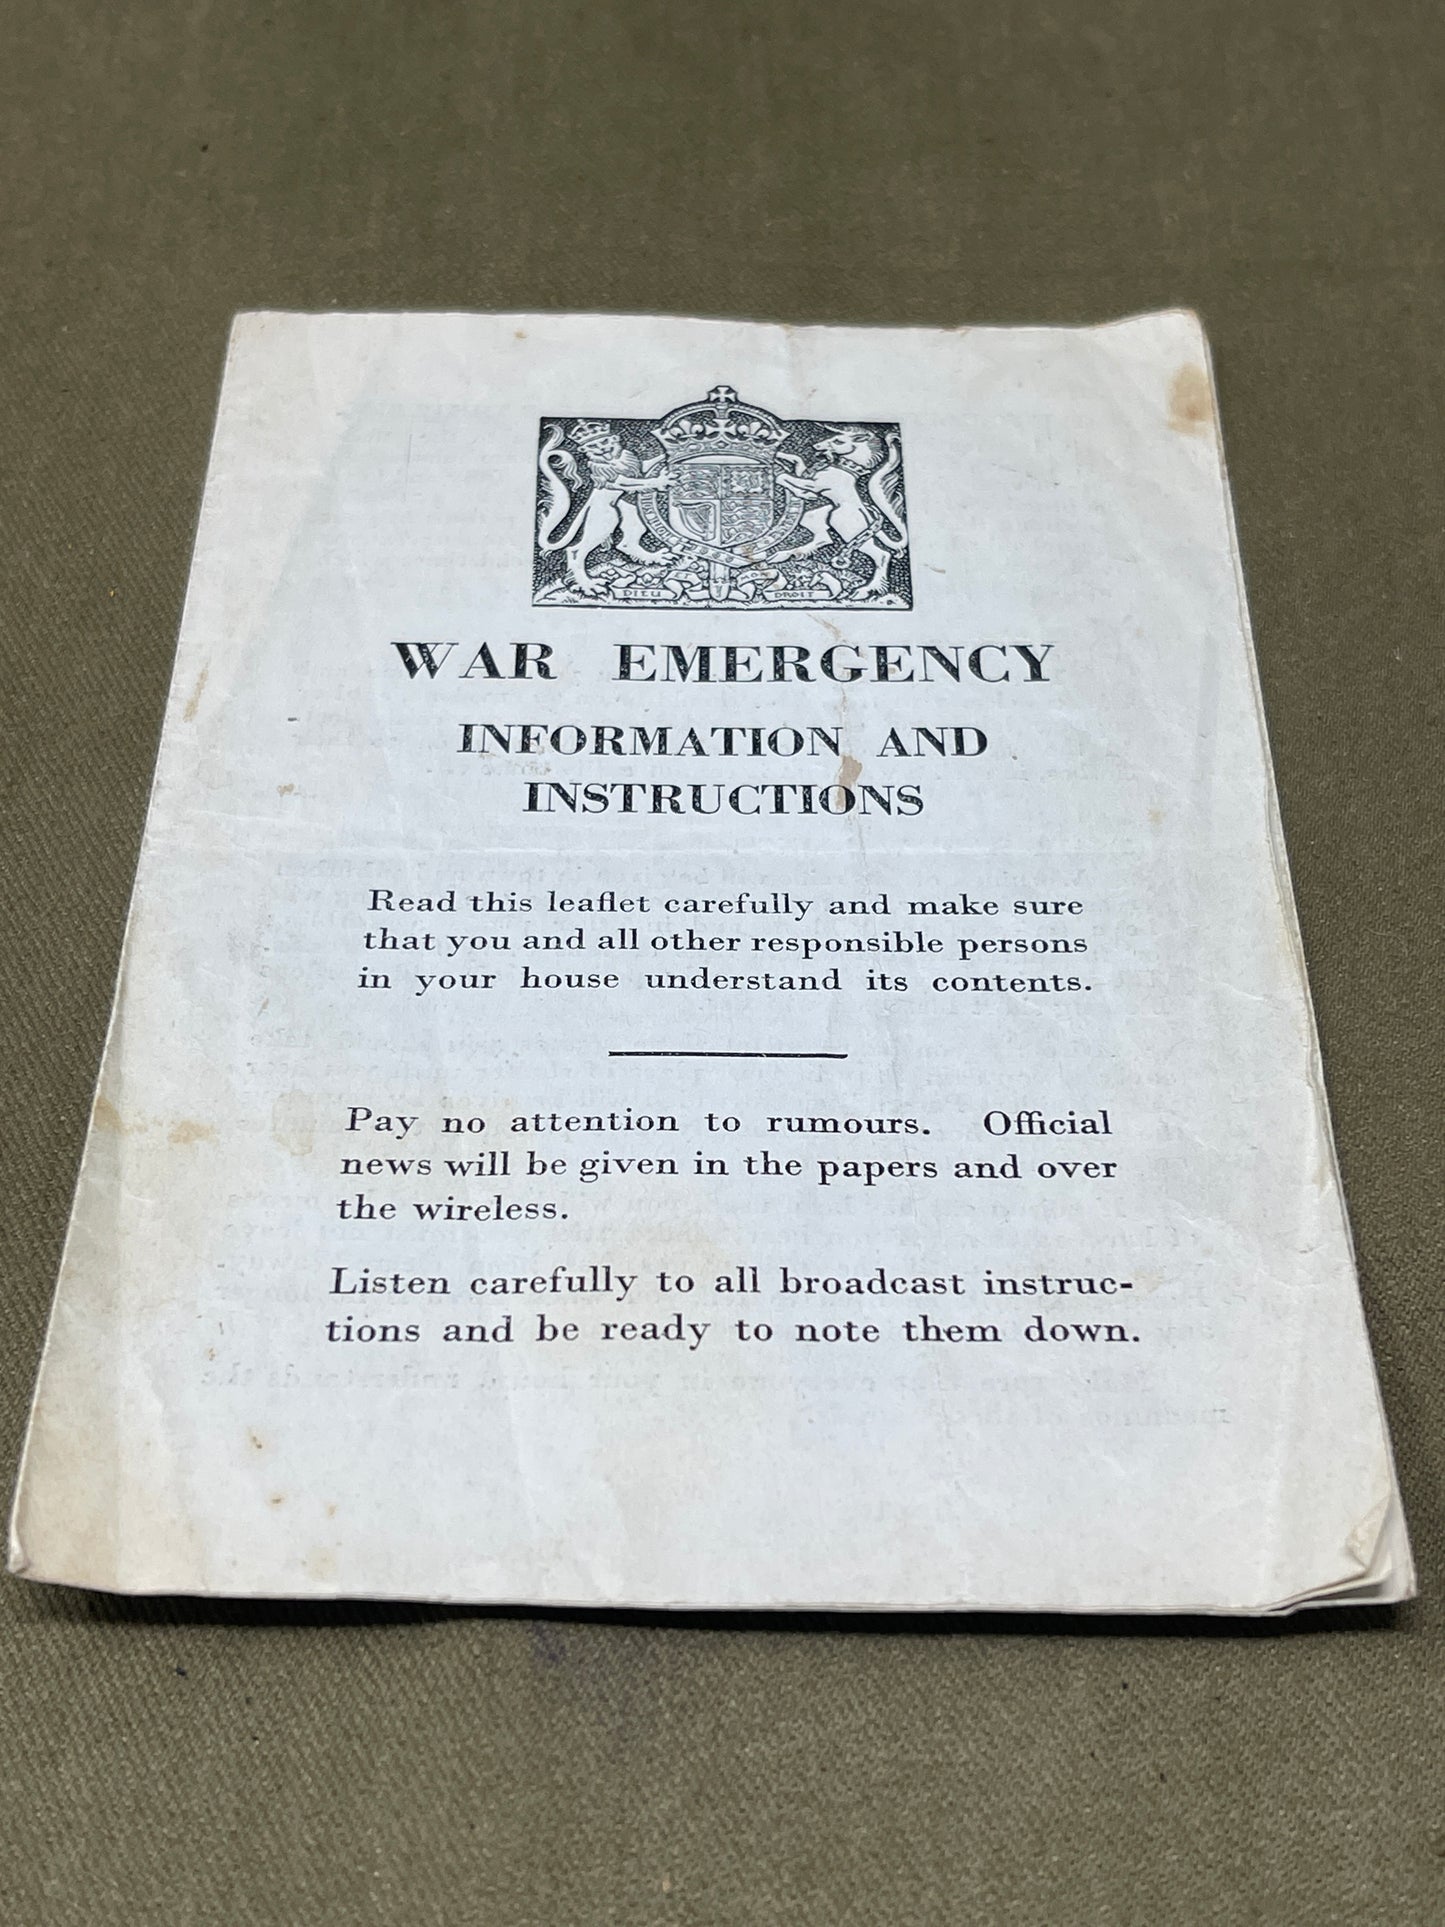 DIEU ET MON DROIT
WAR EMERGENCY
INFORMATION AND
INSTRUCTIONS
Read this leaflet carefully and make sure
that you and all other responsible persons
in your house understand its contents.
Pay no attention to rumours. Official
news will be given in the papers and over
the wireless.
Listen carefully to all broadcast instruc-
tions and be ready to note them down.